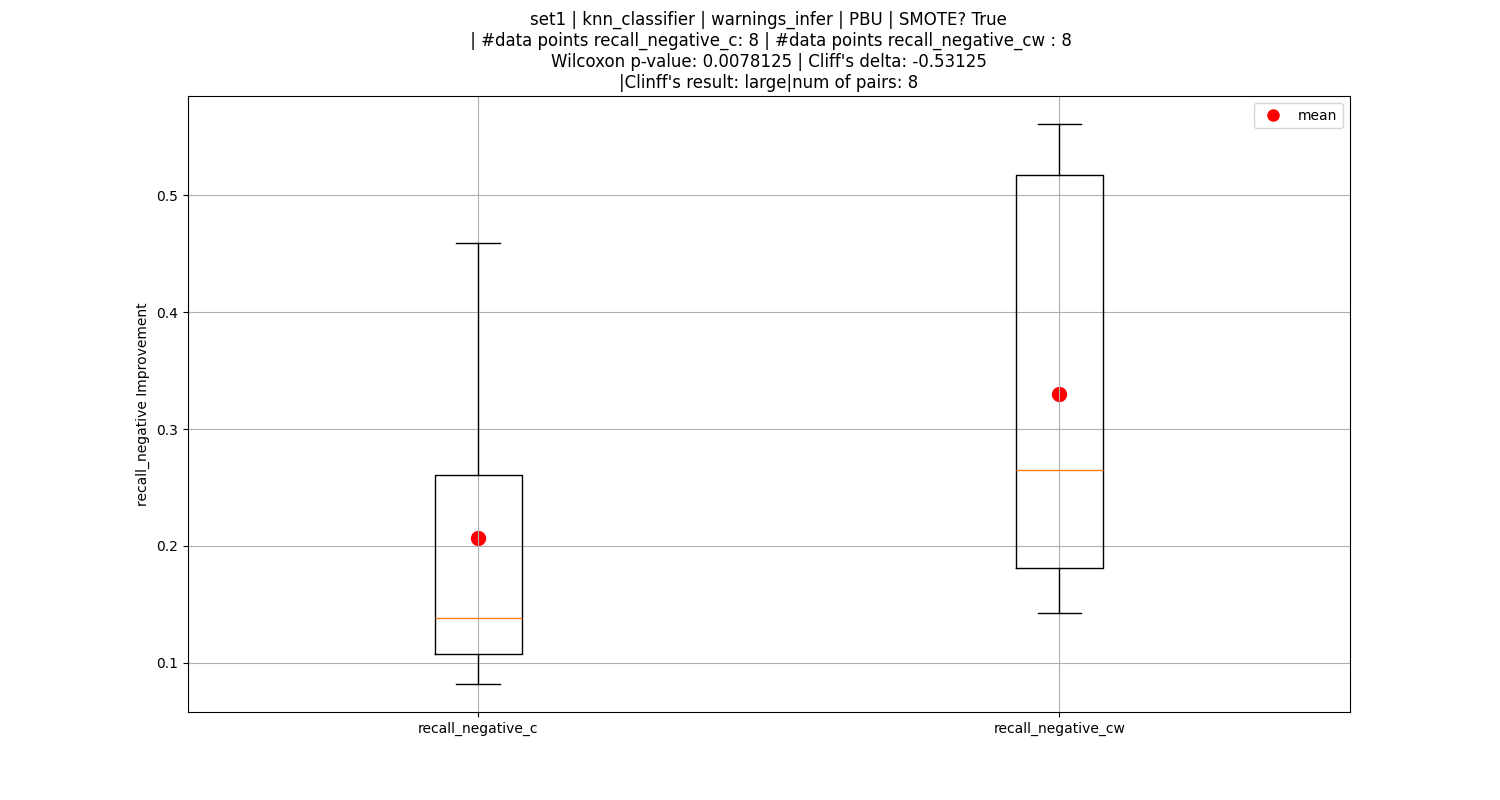 set1 | knn_classifier | warnings_infer | PBU | SMOTE? True
| #data points recall_negative_c: 8 | #data points recall_negative_cw : 8
Wilcoxon p-value: 0.0078125 | Cliff's delta: -0.53125
|Clinff's result: large|num of pairs: 8
mean
recall_negative Improvement
0.5
0.4
0.3
0.2
0.1
recall_negative_c
recall_negative_cw